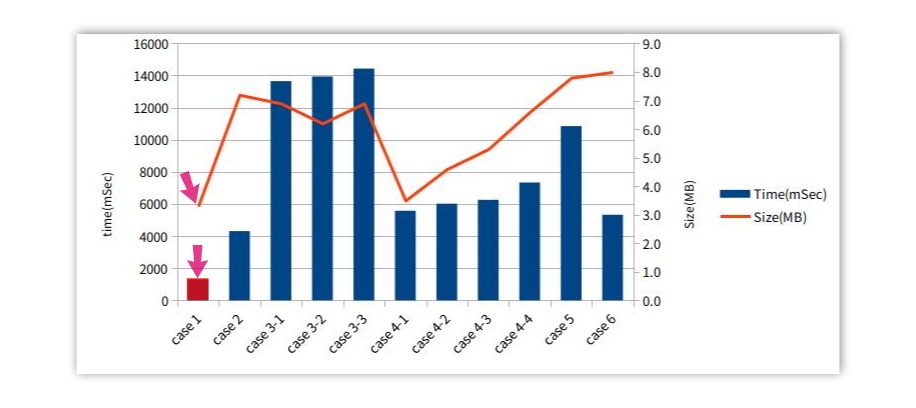 16000
14000
12000
10000
8000
6000
4000
2000
0
time(mSec)
9.0
8.0
7.0
6.0
5.0
4.0
3.0
2.0
1.0
0.0
Size(MB)
case 1
case 2
case 3-1
case 3-2
case 3-3
case 4-1
case 4-2
case 4-3
case 4-4
case 5
case 6
Time(mSec)
Size(MB)